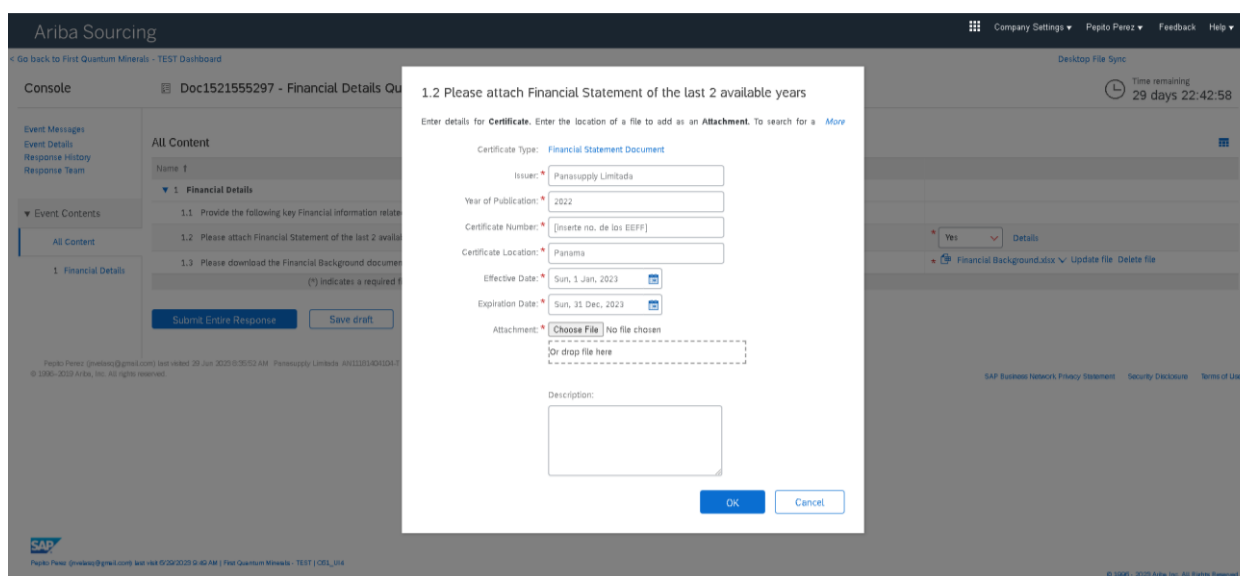 Ariba Sourcing
Company Settings ▾ Pepito Perez ▾ Feedback Help ▾
< Go back to First Quantum Minerals - TEST Dashboard
Desktop File Sync
Console
Doc1521555297 - Financial Details Qu
Time remaining
29 days 22:42:58
Event Messages
Event Details
Response History
Response Team
▼ Event Contents
All Content
1 Financial Details
All Content
Name ↑
▼ 1 Financial Details
1.1 Provide the following key Financial information relate
1.2 Please attach Financial Statement of the last 2 availa
1.3 Please download the Financial Background documen
(*) indicates a required f
Submit Entire Response Save draft
* Yes Details
* Financial Background.xlsx Update file Delete file
1.2 Please attach Financial Statement of the last 2 available years
Enter details for Certificate. Enter the location of a file to add as an Attachment. To search for a More
Certificate Type: Financial Statement Document
Issuer: * Panasupply Limitada
Year of Publication: * 2022
Certificate Number: * [inserte no. de los EEFF]
Certificate Location: * Panama
Effective Date: * Sun, 1 Jan, 2023
Expiration Date: * Sun, 31 Dec, 2023
Attachment: * Choose File No file chosen
Or drop file here
Description:
OK Cancel
SAP Business Network Privacy Statement Security Disclosure Terms of Use
SAP